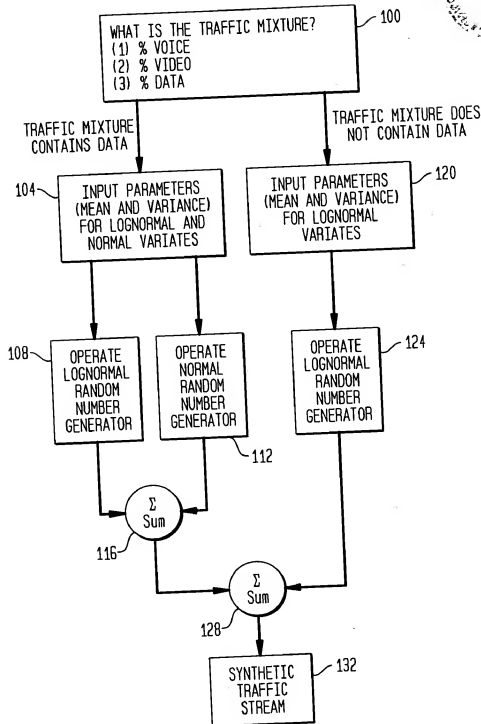 100
WHAT IS THE TRAFFIC MIXTURE?
(1) % VOICE
(2) % VIDEO
(3) % DATA
TRAFFIC MIXTURE
CONTAINS DATA
TRAFFIC MIXTURE DOES
NOT CONTAIN DATA
104
INPUT PARAMETERS
(MEAN AND VARIANCE)
FOR LOGNORMAL AND
NORMAL VARIATES
120
INPUT PARAMETERS
(MEAN AND VARIANCE)
FOR LOGNORMAL
VARIATES
108
OPERATE
LOGNORMAL
RANDOM
NUMBER
GENERATOR
OPERATE
NORMAL
RANDOM
NUMBER
GENERATOR
112
124
OPERATE
LOGNORMAL
RANDOM
NUMBER
GENERATOR
Σ
Sum
116
Σ
Sum
128
SYNTHETIC
TRAFFIC
STREAM
132